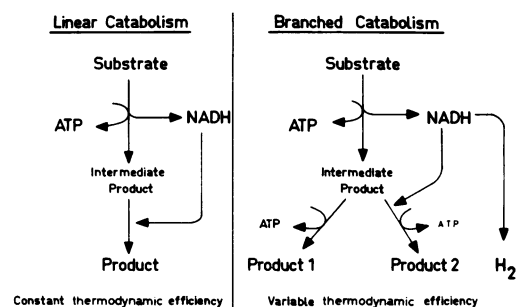 Linear Catabolism
Substrate
ATP
NADH
Intermediate
Product
Product
Constant thermodynamic efficiency
Branched Catabolism
Substrate
ATP
NADH
Intermediate
Product
ATP
ATP
Product 1
Product 2
H2
Variable thermodynamic efficiency